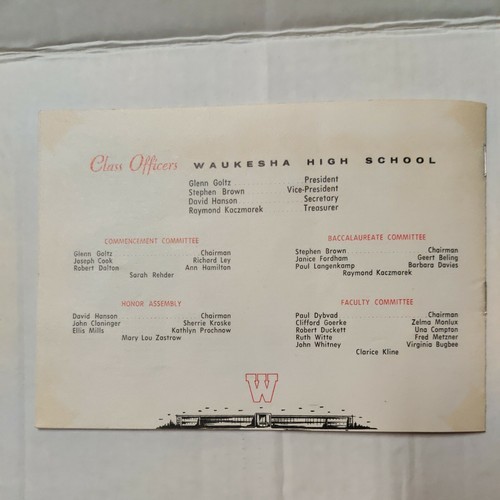 Class Officers WAUKESHA HIGH SCHOOL
Glenn Goltz .......... President
Stephen Brown .......... Vice-President
David Hanson .......... Secretary
Raymond Kaczmarek .......... Treasurer
COMMENCEMENT COMMITTEE
Glenn Goltz .......... Chairman
Joseph Cook Richard Ley
Robert Dalton Ann Hamilton
Sarah Rehder
BACCALAUREATE COMMITTEE
Stephen Brown .......... Chairman
Janice Fordham Geert Beling
Paul Langenkamp Barbara Davies
Raymond Kaczmarek
HONOR ASSEMBLY
David Hanson .......... Chairman
John Claninger Sherrie Kroske
Ellis Mills Kathlyn Prochnow
Mary Lou Zastrow
FACULTY COMMITTEE
Paul Dybvad .......... Chairman
Clifford Goerke Zelma Monlux
Robert Duckett Una Compton
Ruth Witte Fred Metzner
John Whitney Virginia Bugbee
Clarice Kline
W